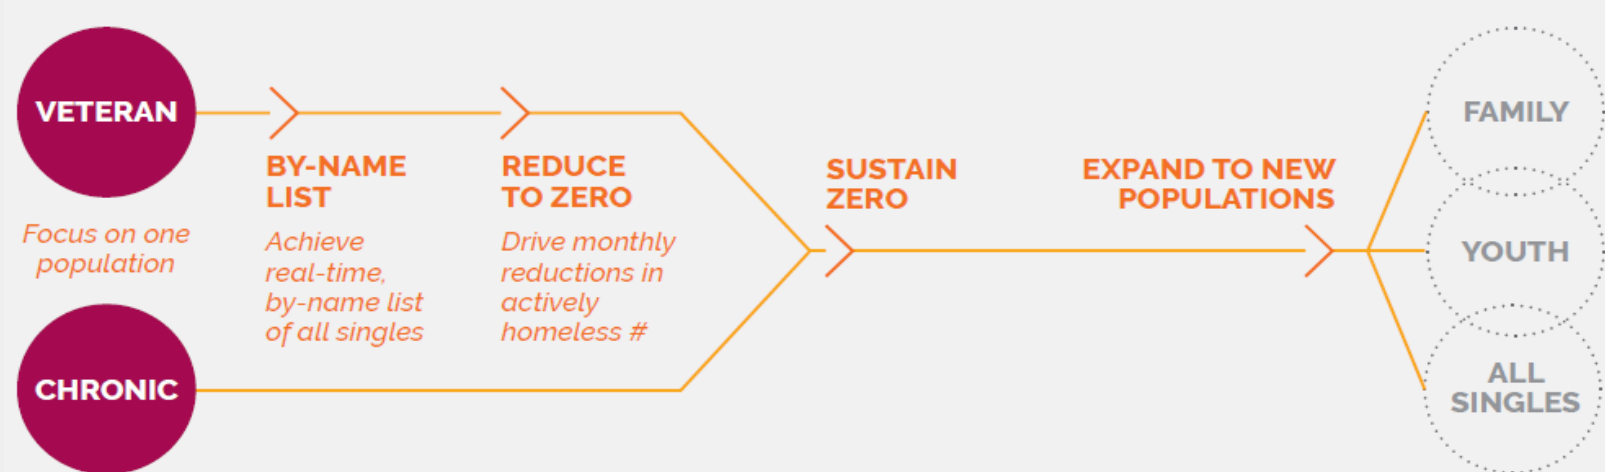 VETERAN
Focus on one
population
CHRONIC
BY-NAME
LIST
Achieve
real-time,
by-name list
of all singles
REDUCE
TO ZERO
Drive monthly
reductions in
actively
homeless #
SUSTAIN
ZERO
EXPAND TO NEW
POPULATIONS
FAMILY
YOUTH
ALL
SINGLES